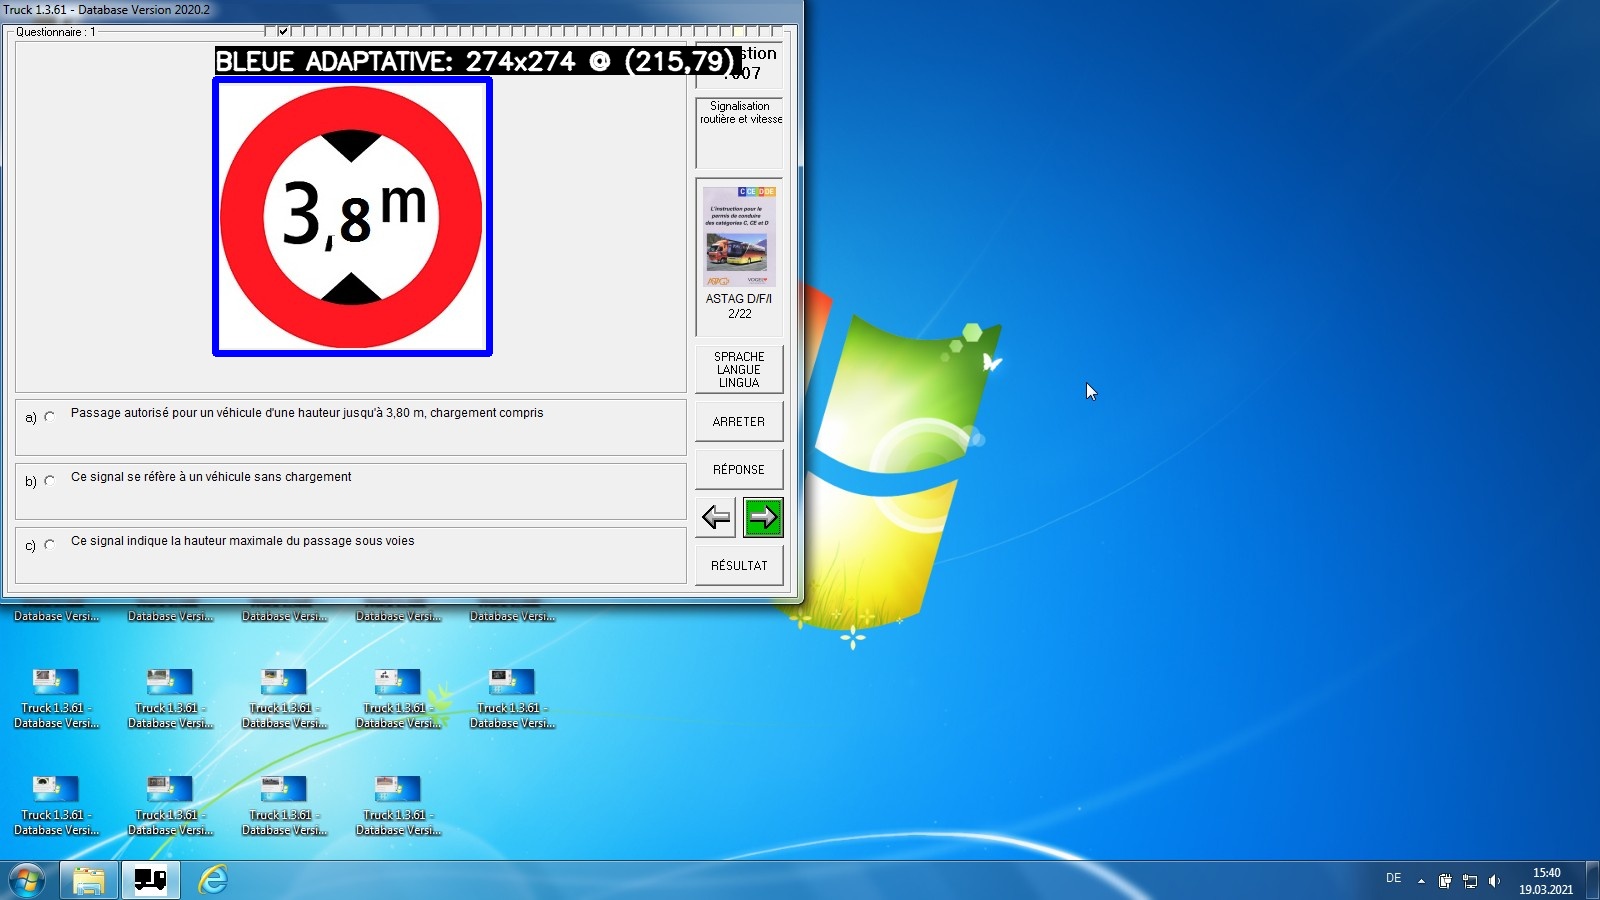 Truck 1.3.61 - Database Version 2020.2
Questionnaire : 1
BLEUE ADAPTATIVE: 274x274 @ (215,79)
3,8 m
Signalisation
routière et vitesse
C CE D DE
L'instruction pour le
permis de conduire
des catégories C, CE et D
ASTAG D/F/I
2/22
SPRACHE
LANGUE
LINGUA
ARRETER
RÉPONSE
RÉSULTAT
a) Passage autorisé pour un véhicule d'une hauteur jusqu'à 3,80 m, chargement compris
b) Ce signal se réfère à un véhicule sans chargement
c) Ce signal indique la hauteur maximale du passage sous voies
Database Versi... Database Versi... Database Versi... Database Versi... Database Versi...
Truck 1.3.61 - Truck 1.3.61 - Truck 1.3.61 - Truck 1.3.61 - Truck 1.3.61 -
Database Versi... Database Versi... Database Versi... Database Versi... Database Versi...
Truck 1.3.61 - Truck 1.3.61 - Truck 1.3.61 - Truck 1.3.61 -
Database Versi... Database Versi... Database Versi... Database Versi...
DE
15:40
19.03.2021